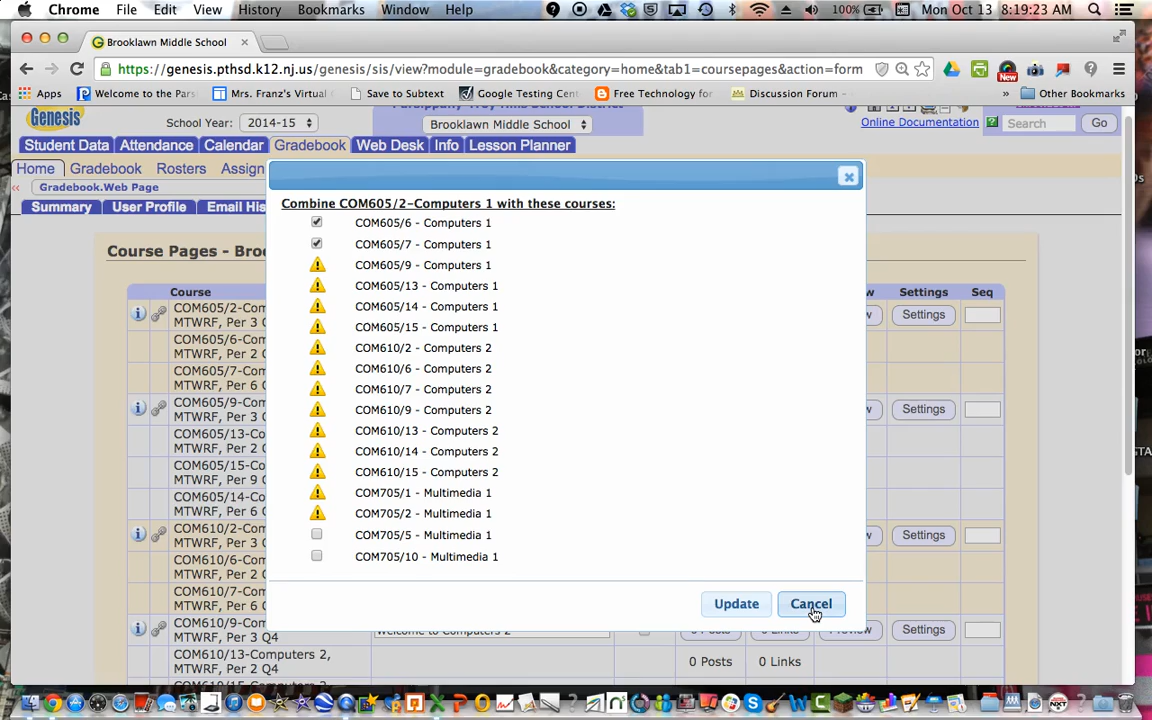 Chrome File Edit View History Bookmarks Window Help 100% Mon Oct 13 8:19:23 AM
Brooklawn Middle School
https://genesis.pthsd.k12.nj.us/genesis/sis/view?module=gradebook&category=home&tab1=coursepages&action=form
Apps Welcome to the Pars Mrs. Franz's Virtual Save to Subtext Google Testing Cent Free Technology for Discussion Forum - Other Bookmarks
Genesis School Year: 2014-15 Brooklawn Middle School Online Documentation Search Go
Student Data Attendance Calendar Gradebook Web Desk Info Lesson Planner
Home Gradebook Rosters Assign
Gradebook.Web Page
Summary User Profile Email His
Combine COM605/2-Computers 1 with these courses:
COM605/6 - Computers 1
COM605/7 - Computers 1
COM605/9 - Computers 1
COM605/13 - Computers 1
COM605/14 - Computers 1
COM605/15 - Computers 1
COM610/2 - Computers 2
COM610/6 - Computers 2
COM610/7 - Computers 2
COM610/9 - Computers 2
COM610/13 - Computers 2
COM610/14 - Computers 2
COM610/15 - Computers 2
COM705/1 - Multimedia 1
COM705/2 - Multimedia 1
COM705/5 - Multimedia 1
COM705/10 - Multimedia 1
Update Cancel
Course Pages - Broo
Course Settings Seq
COM605/2-Com
MTWRF, Per 3 Settings
COM605/6-Com
MTWRF, Per 2
COM605/7-Com
MTWRF, Per 6
COM605/9-Com
MTWRF, Per 3 Settings
COM605/13-Co
MTWRF, Per 2
COM605/15-Co
MTWRF, Per 9
COM605/14-Co
MTWRF, Per 6
COM610/2-Com
MTWRF, Per 3 Settings
COM610/6-Com
MTWRF, Per 2
COM610/7-Com
MTWRF, Per 6
COM610/9-Com
MTWRF, Per 3 Q4 Settings
COM610/13-Computers 2,
MTWRF, Per 2 Q4 0 Posts 0 Links